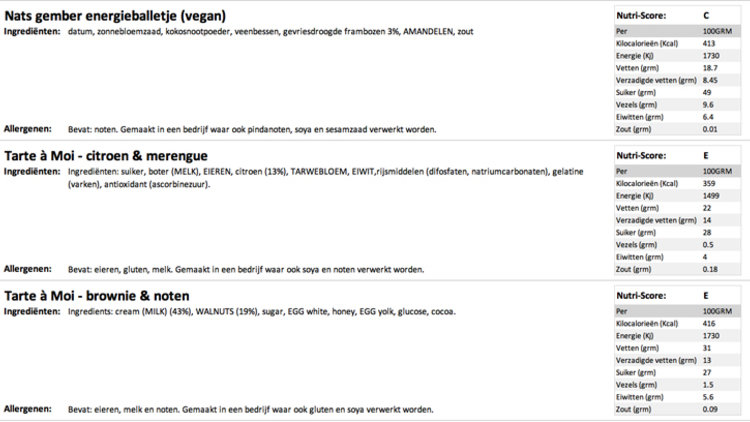 Nats gember energieballetje (vegan)
Ingrediënten: datum, zonnebloemzaad, kokosnootpoeder, veenbessen, gevriesdroogde frambozen 3%, AMANDELEN, zout
Allergenen: Bevat: noten. Gemaakt in een bedrijf waar ook pindanoten, soya en sesamzaad verwerkt worden.
Nutri-Score: C
Per 100GRM
Kilocalorieën (Kcal) 413
Energie (Kj) 1730
Vetten (grm) 18.7
Verzadigde vetten (grm) 8.45
Suiker (grm) 49
Vezels (grm) 9.6
Eiwitten (grm) 6.4
Zout (grm) 0.01
Tarte à Moi - citroen & merengue
Ingrediënten: Ingrediënten: suiker, boter (MELK), EIEREN, citroen (13%), TARWEBLOEM, EIWIT,rijsmiddelen (difosfaten, natriumcarbonaten), gelatine
(varken), antioxidant (ascorbinezuur).
Allergenen: Bevat: eieren, gluten, melk. Gemaakt in een bedrijf waar ook soya en noten verwerkt worden.
Nutri-Score: E
Per 100GRM
Kilocalorieën (Kcal) 359
Energie (Kj) 1499
Vetten (grm) 22
Verzadigde vetten (grm) 14
Suiker (grm) 28
Vezels (grm) 0.5
Eiwitten (grm) 4
Zout (grm) 0.18
Tarte à Moi - brownie & noten
Ingrediënten: Ingredients: cream (MILK) (43%), WALNUTS (19%), sugar, EGG white, honey, EGG yolk, glucose, cocoa.
Allergenen: Bevat: eieren, melk en noten. Gemaakt in een bedrijf waar ook gluten en soya verwerkt worden.
Nutri-Score: E
Per 100GRM
Kilocalorieën (Kcal) 416
Energie (Kj) 1730
Vetten (grm) 31
Verzadigde vetten (grm) 13
Suiker (grm) 27
Vezels (grm) 1.5
Eiwitten (grm) 5.6
Zout (grm) 0.09